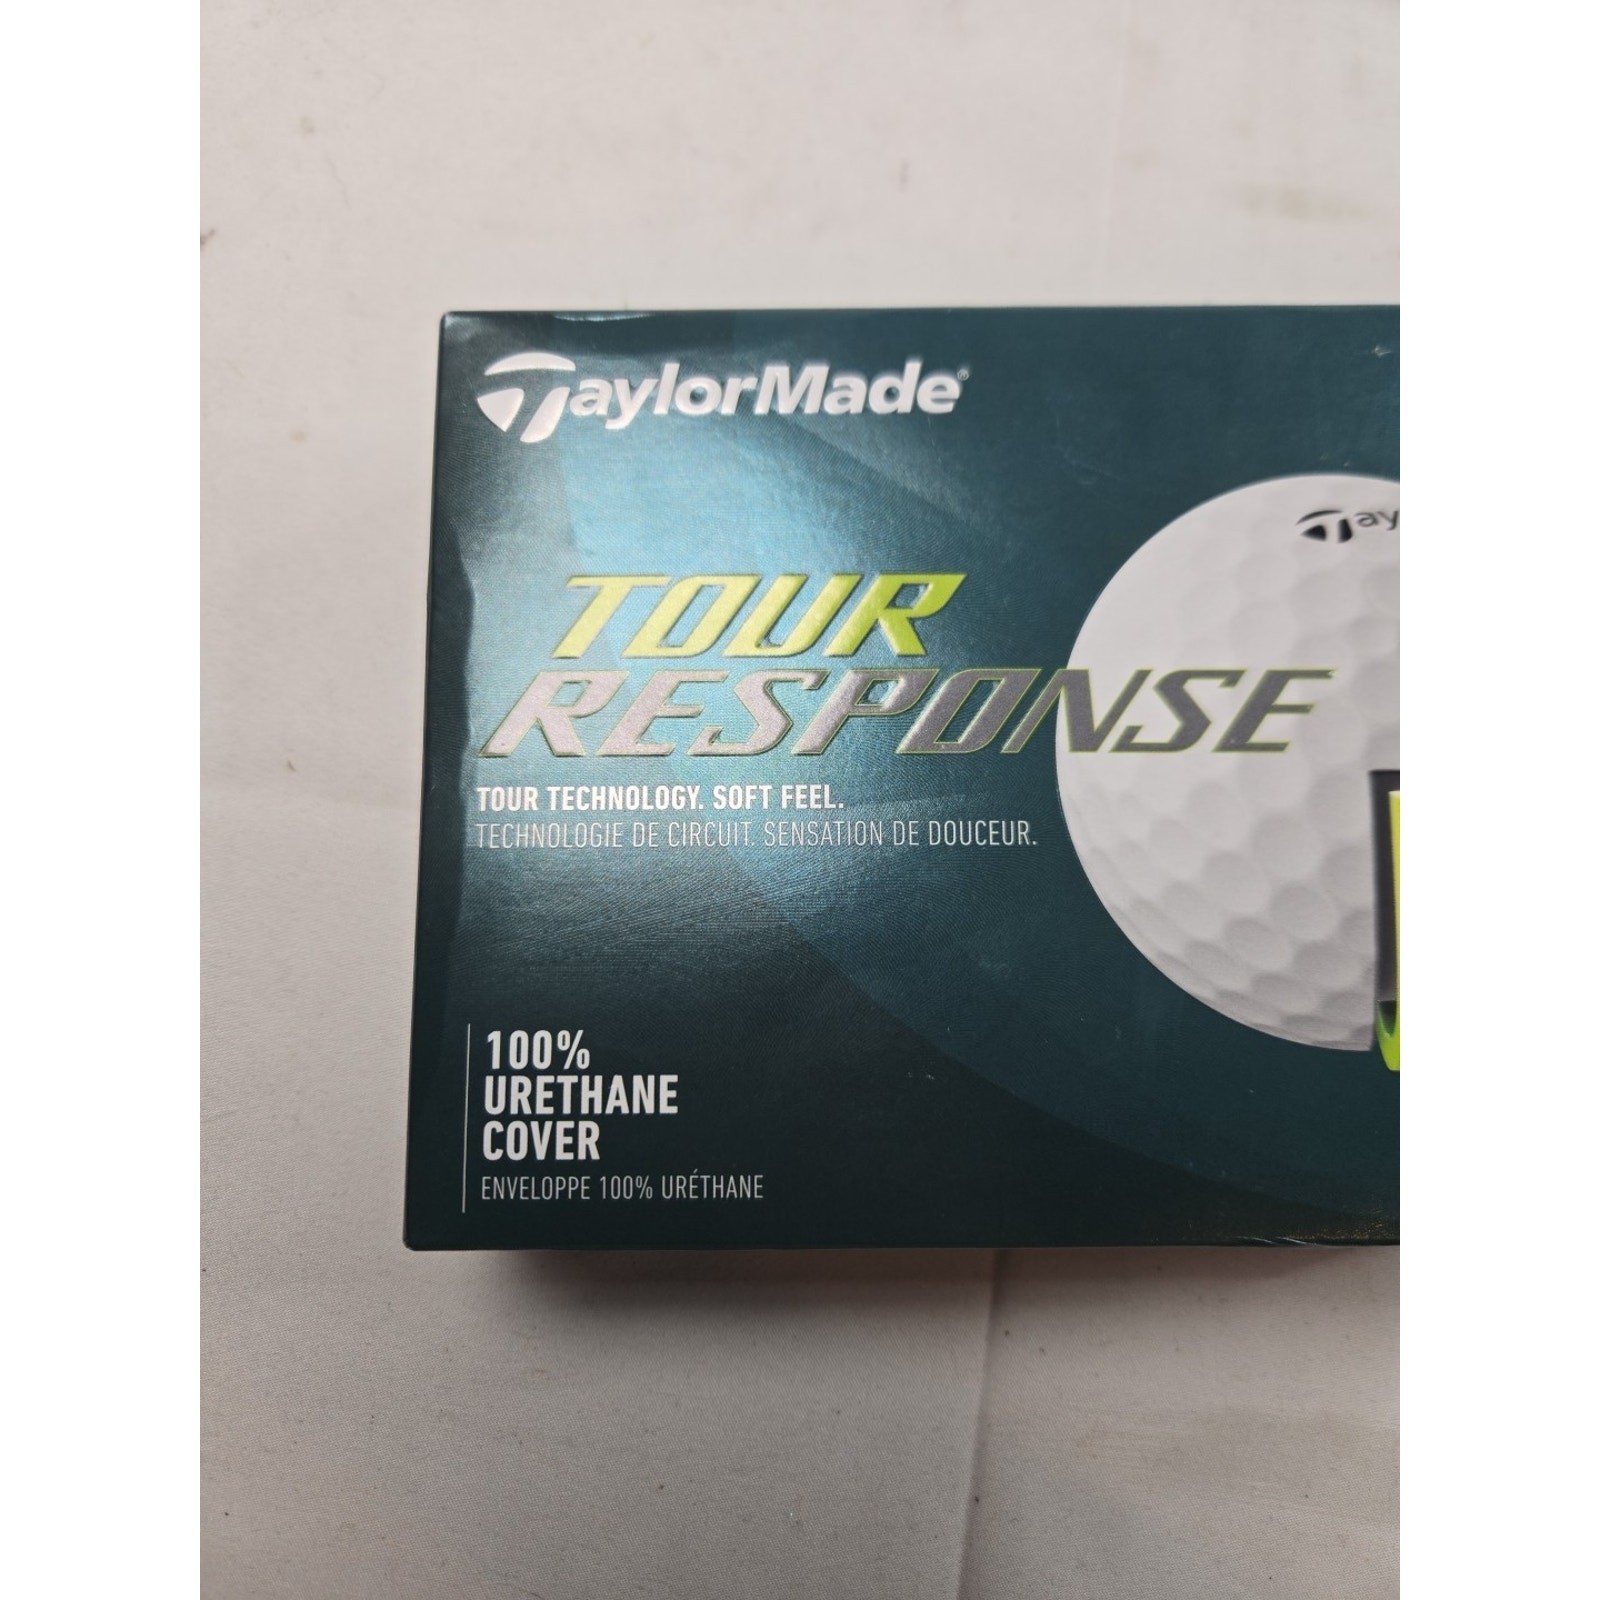 TaylorMade®
TOUR
RESPONSE
TOUR TECHNOLOGY. SOFT FEEL.
TECHNOLOGIE DE CIRCUIT. SENSATION DE DOUCEUR.
100%
URETHANE
COVER
ENVELOPPE 100% URÉTHANE
Tay